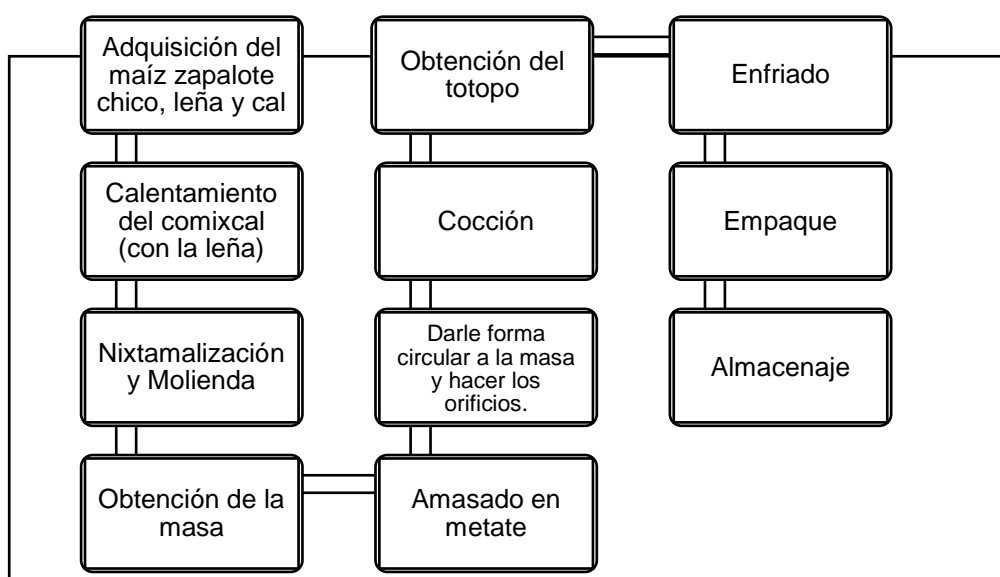 Adquisición del
maíz zapalote
chico, leña y cal
Calentamiento
del comixcal
(con la leña)
Nixtamalización
y Molienda
Obtención de la
masa
Amasado en
metate
Darle forma
circular a la masa
y hacer los
orificios.
Cocción
Obtención del
totopo
Enfriado
Empaque
Almacenaje